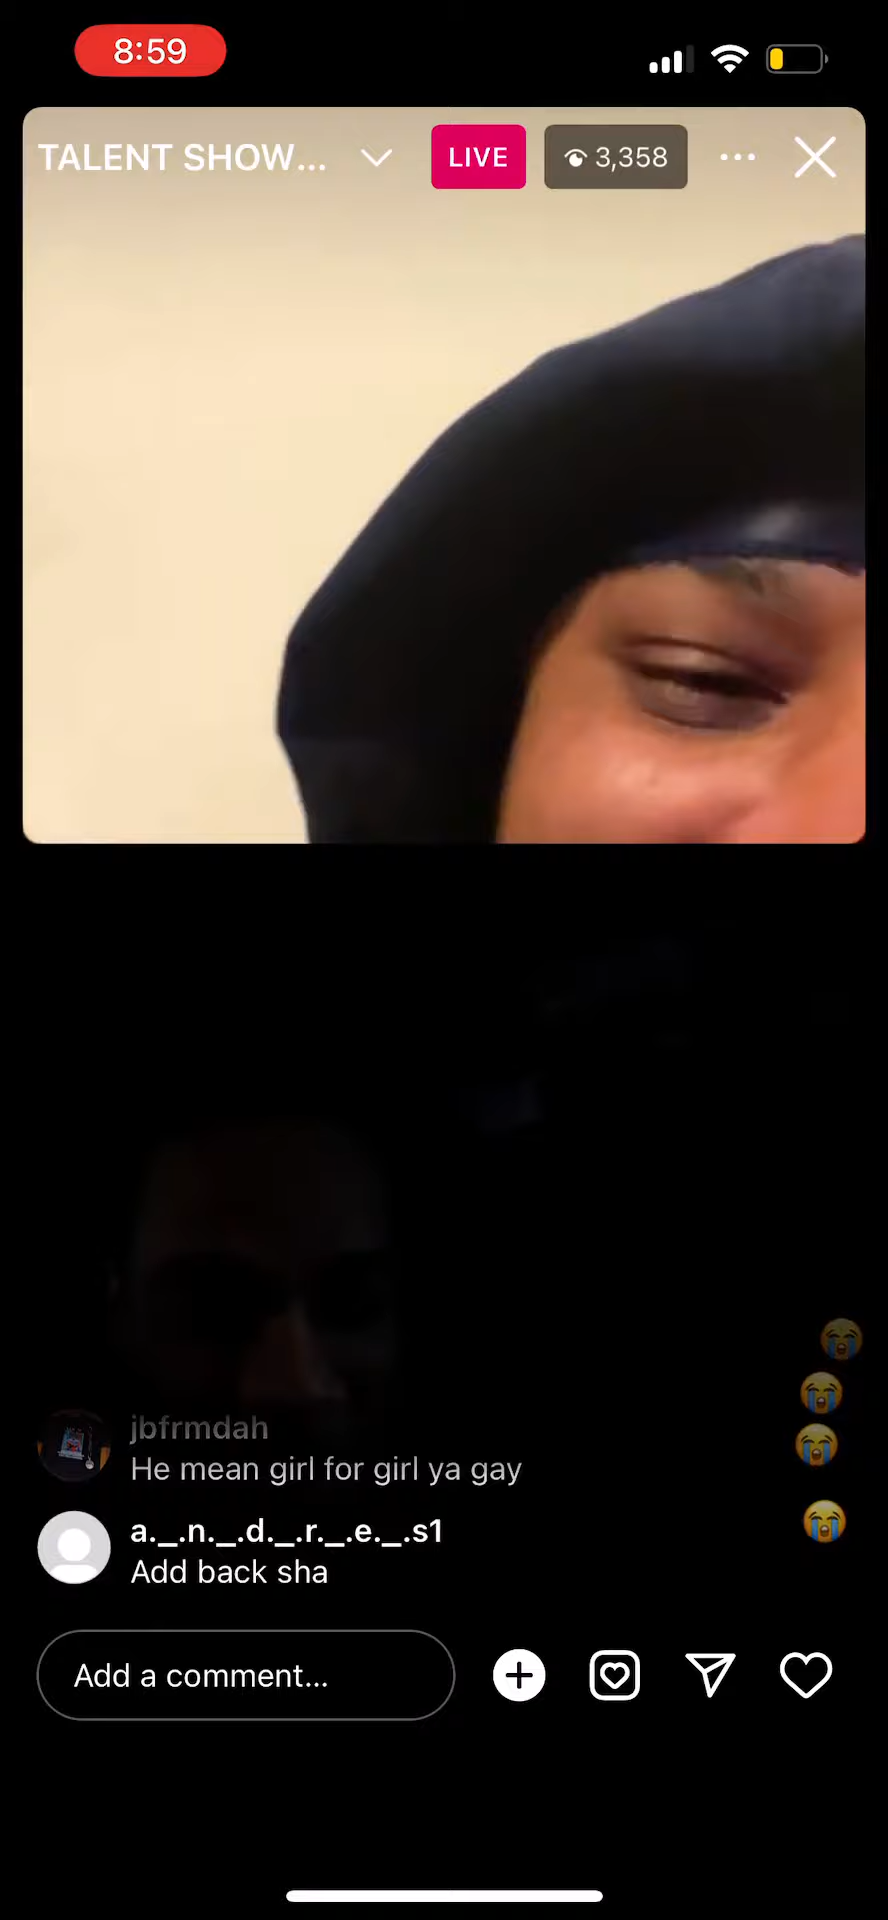 8:59
TALENT SHOW... LIVE 3,358
jbfrmdah
He mean girl for girl ya gay
a._.n._.d._.r._.e._.s1
Add back sha
Add a comment...